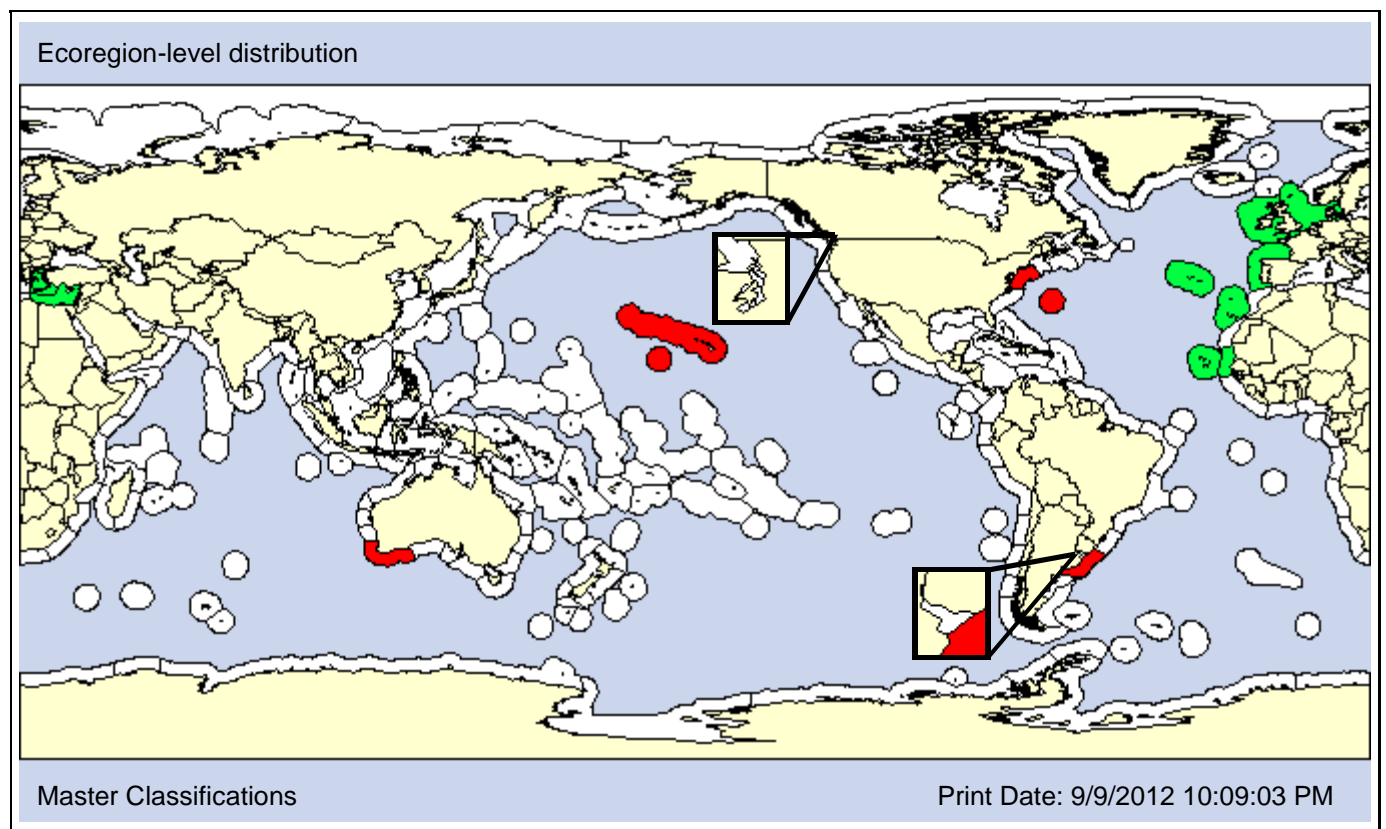 Ecoregion-level distribution
Master Classifications
Print Date: 9/9/2012 10:09:03 PM